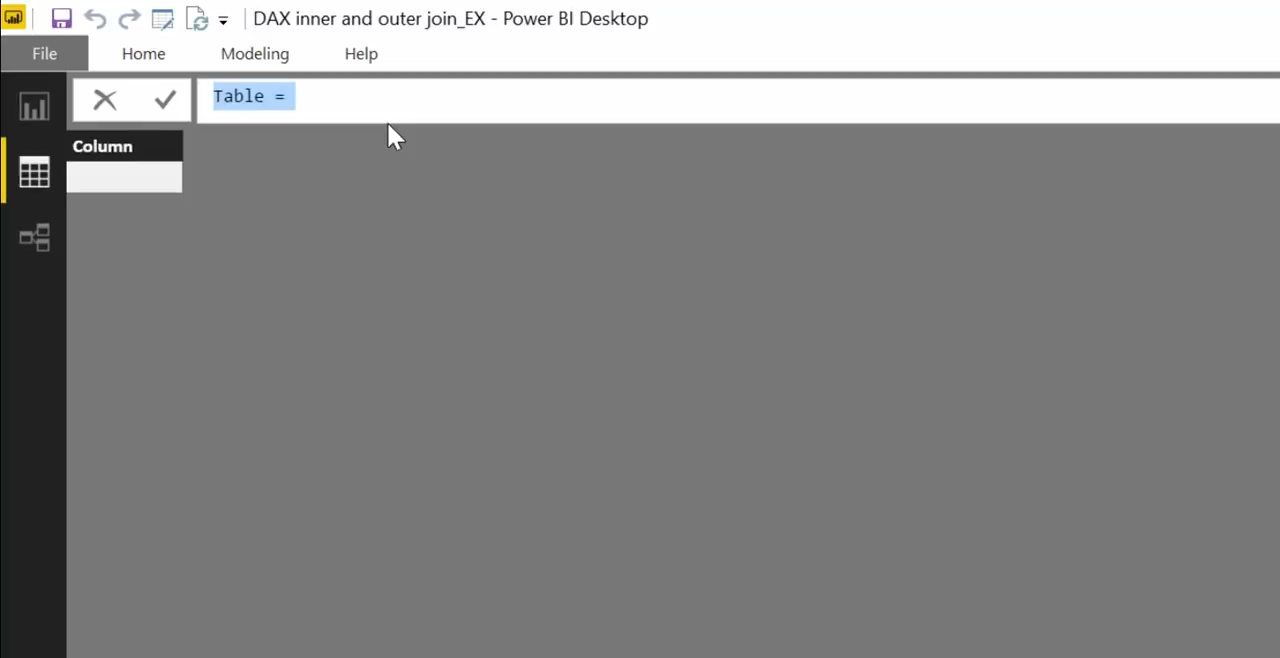 DAX inner and outer join_EX - Power BI Desktop
File Home Modeling Help
Table =
Column